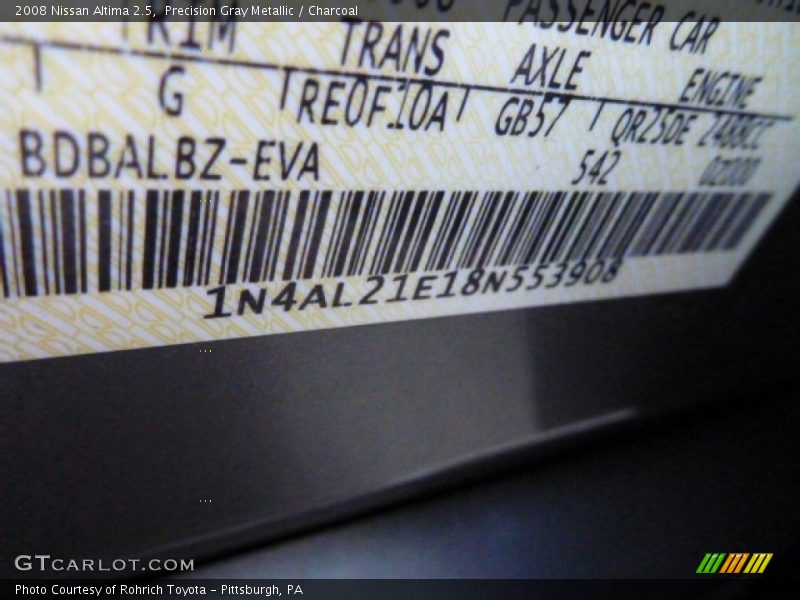 2008 Nissan Altima 2.5, Precision Gray Metallic / Charcoal
PASSENGER CAR
TRIM TRANS AXLE ENGINE
G RE0F10A GB57 QR25DE 2488CC
BDBALBZ-EVA 542
1N4AL21E18N553908
GTCARLOT.COM
Photo Courtesy of Rohrich Toyota - Pittsburgh, PA